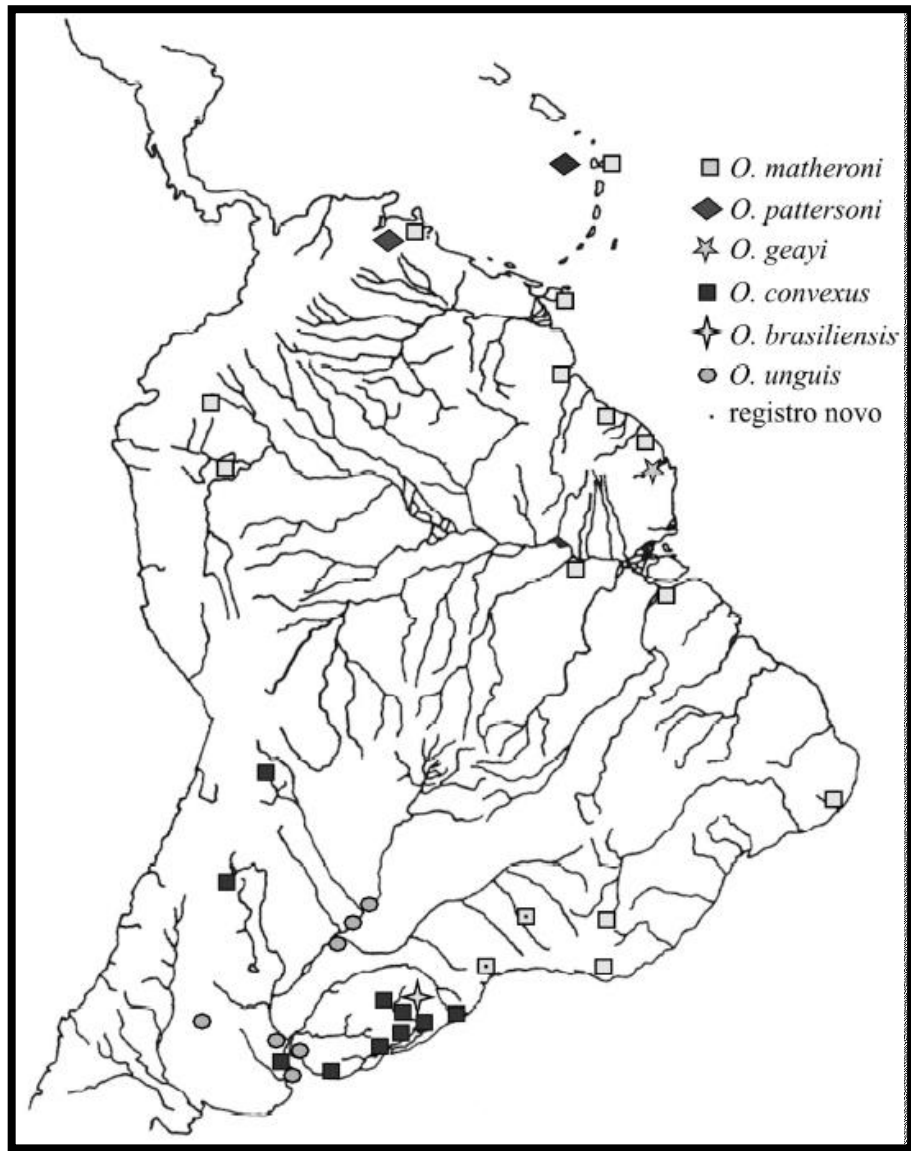 ?
O. matheroni
O. pattersoni
O. geayi
O. convexus
O. brasiliensis
O. unguis
registro novo